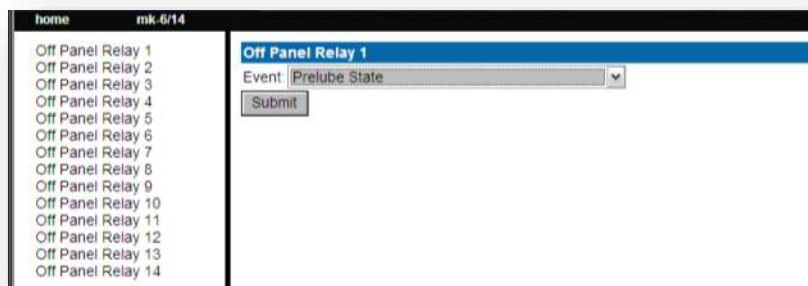 home mk-6/14
Off Panel Relay 1
Off Panel Relay 2
Off Panel Relay 3
Off Panel Relay 4
Off Panel Relay 5
Off Panel Relay 6
Off Panel Relay 7
Off Panel Relay 8
Off Panel Relay 9
Off Panel Relay 10
Off Panel Relay 11
Off Panel Relay 12
Off Panel Relay 13
Off Panel Relay 14
Off Panel Relay 1
Event: Prelube State
Submit